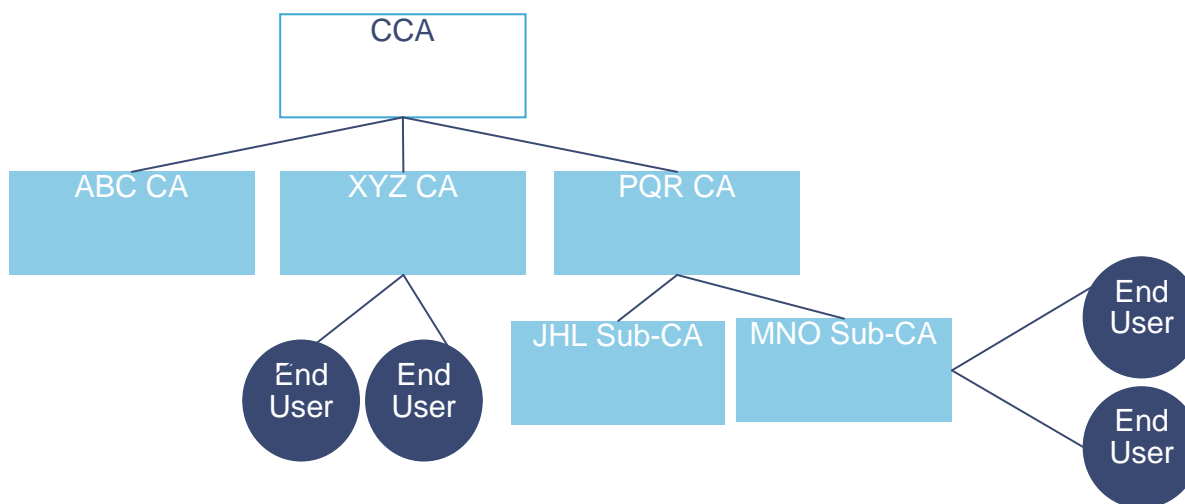 CCA
ABC CA
XYZ CA
PQR CA
JHL Sub-CA
MNO Sub-CA
End
User
End
User
End
User
End
User